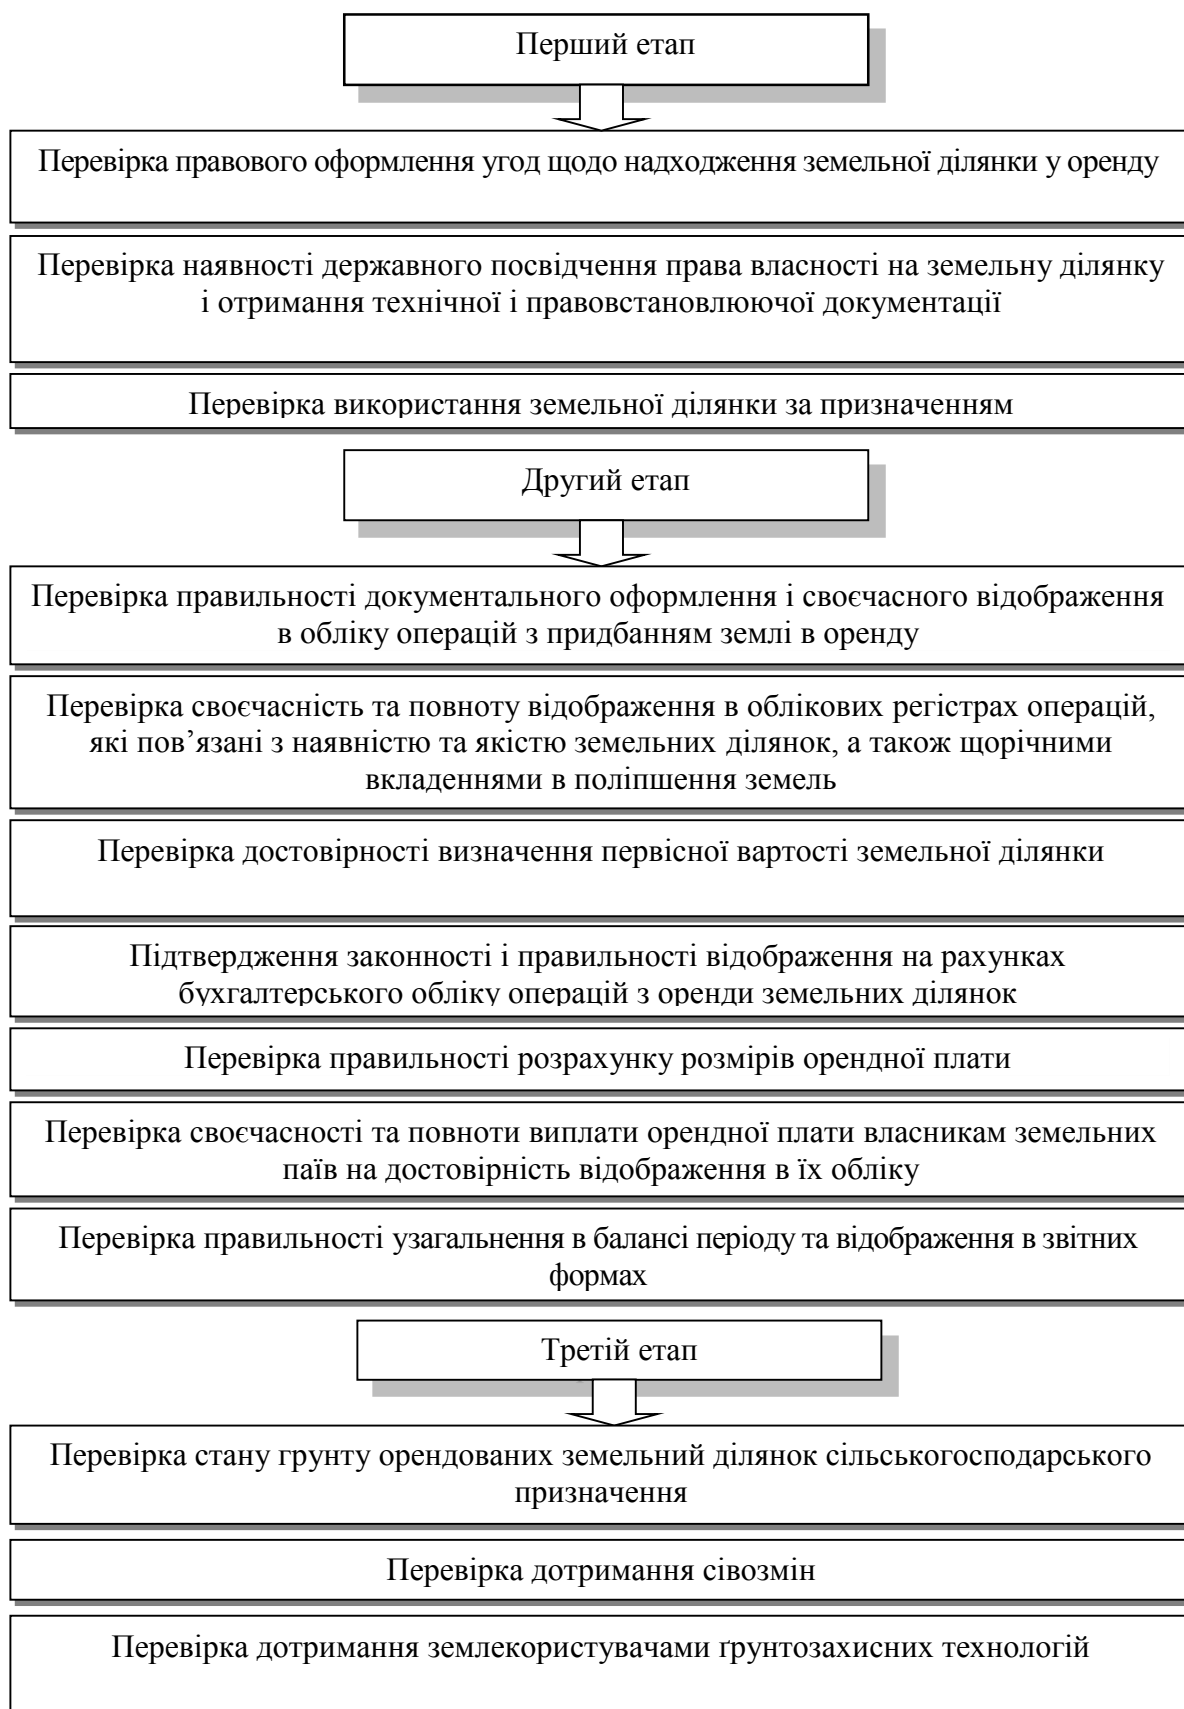 Перший етап
Перевірка правового оформлення угод щодо надходження земельної ділянки у оренду
Перевірка наявності державного посвідчення права власності на земельну ділянку
і отримання технічної і правовстановлюючої документації
Перевірка використання земельної ділянки за призначенням
Другий етап
Перевірка правильності документального оформлення і своєчасного відображення
в обліку операцій з придбанням землі в оренду
Перевірка своєчасність та повноту відображення в облікових регістрах операцій,
які пов’язані з наявністю та якістю земельних ділянок, а також щорічними
вкладеннями в поліпшення земель
Перевірка достовірності визначення первісної вартості земельної ділянки
Підтвердження законності і правильності відображення на рахунках
бухгалтерського обліку операцій з оренди земельних ділянок
Перевірка правильності розрахунку розмірів орендної плати
Перевірка своєчасності та повноти виплати орендної плати власникам земельних
паїв на достовірність відображення в їх обліку
Перевірка правильності узагальнення в балансі періоду та відображення в звітних
формах
Третій етап
Перевірка стану грунту орендованих земельний ділянок сільськогосподарського
призначення
Перевірка дотримання сівозмін
Перевірка дотримання землекористувачами ґрунтозахисних технологій